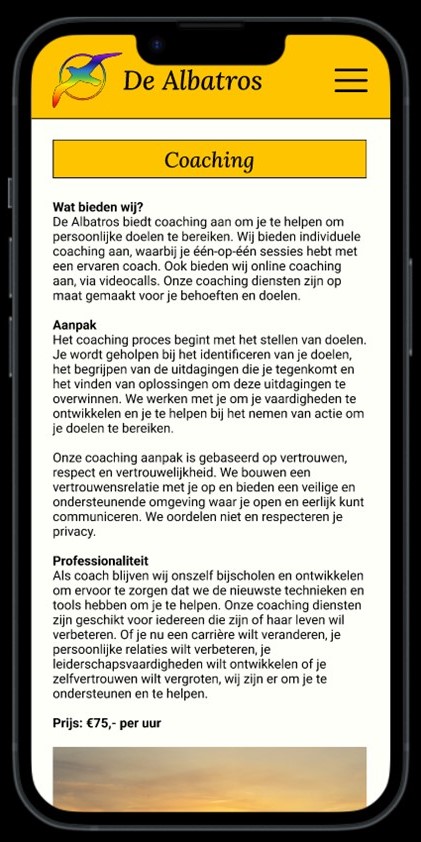 De Albatros
Coaching
Wat bieden wij?
De Albatros biedt coaching aan om je te helpen om
persoonlijke doelen te bereiken. Wij bieden individuele
coaching aan, waarbij je één-op-één sessies hebt met
een ervaren coach. Ook bieden wij online coaching
aan, via videocalls. Onze coaching diensten zijn op
maat gemaakt voor je behoeften en doelen.
Aanpak
Het coaching proces begint met het stellen van doelen.
Je wordt geholpen bij het identificeren van je doelen,
het begrijpen van de uitdagingen die je tegenkomt en
het vinden van oplossingen om deze uitdagingen te
overwinnen. We werken met je om je vaardigheden te
ontwikkelen en je te helpen bij het nemen van actie om
je doelen te bereiken.
Onze coaching aanpak is gebaseerd op vertrouwen,
respect en vertrouwelijkheid. We bouwen een
vertrouwensrelatie met je op en bieden een veilige en
ondersteunende omgeving waar je open en eerlijk kunt
communiceren. We oordelen niet en respecteren je
privacy.
Professionaliteit
Als coach blijven wij onszelf bijscholen en ontwikkelen
om ervoor te zorgen dat we de nieuwste technieken en
tools hebben om je te helpen. Onze coaching diensten
zijn geschikt voor iedereen die zijn of haar leven wil
verbeteren. Of je nu een carrière wilt veranderen, je
persoonlijke relaties wilt verbeteren, je
leiderschapsvaardigheden wilt ontwikkelen of je
zelfvertrouwen wilt vergroten, wij zijn er om je te
ondersteunen en te helpen.
Prijs: €75,- per uur